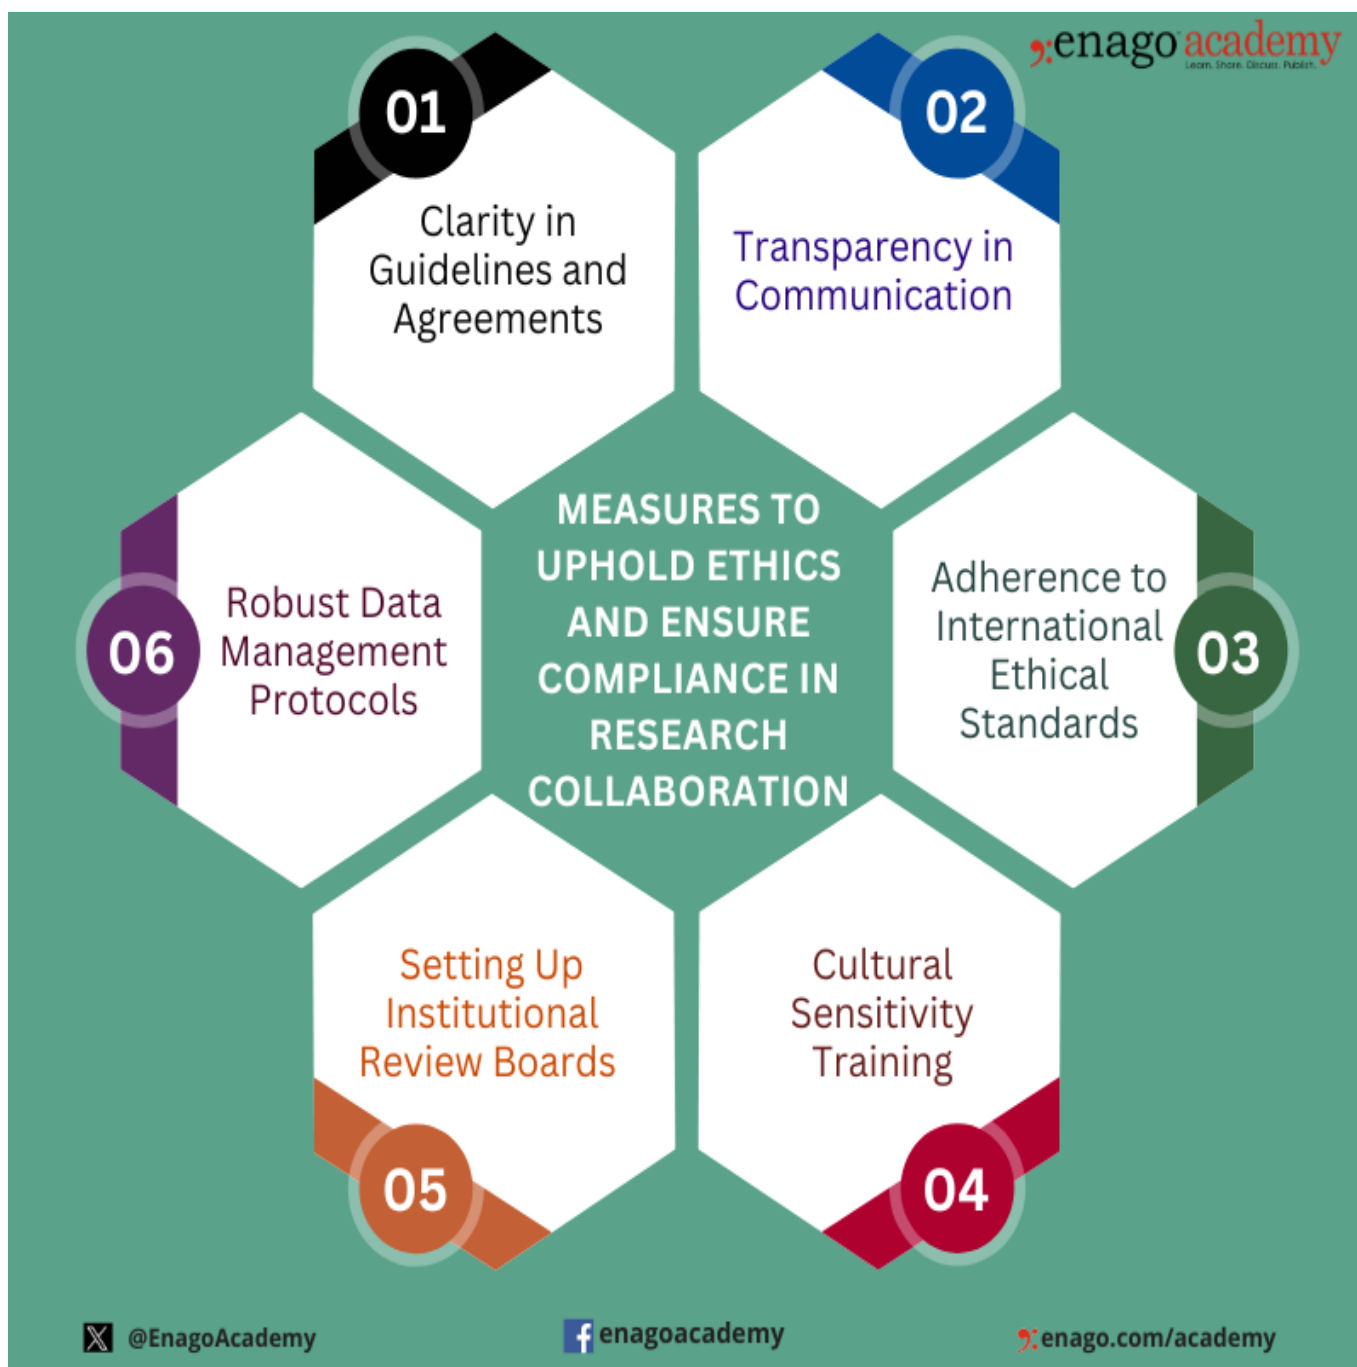 enago academy
Learn. Share. Discuss. Publish.
01
Clarity in
Guidelines and
Agreements
02
Transparency in
Communication
MEASURES TO
UPHOLD ETHICS
AND ENSURE
COMPLIANCE IN
RESEARCH
COLLABORATION
03
Adherence to
International
Ethical
Standards
04
Cultural
Sensitivity
Training
05
Setting Up
Institutional
Review Boards
06
Robust Data
Management
Protocols
@EnagoAcademy
enagoacademy
enago.com/academy